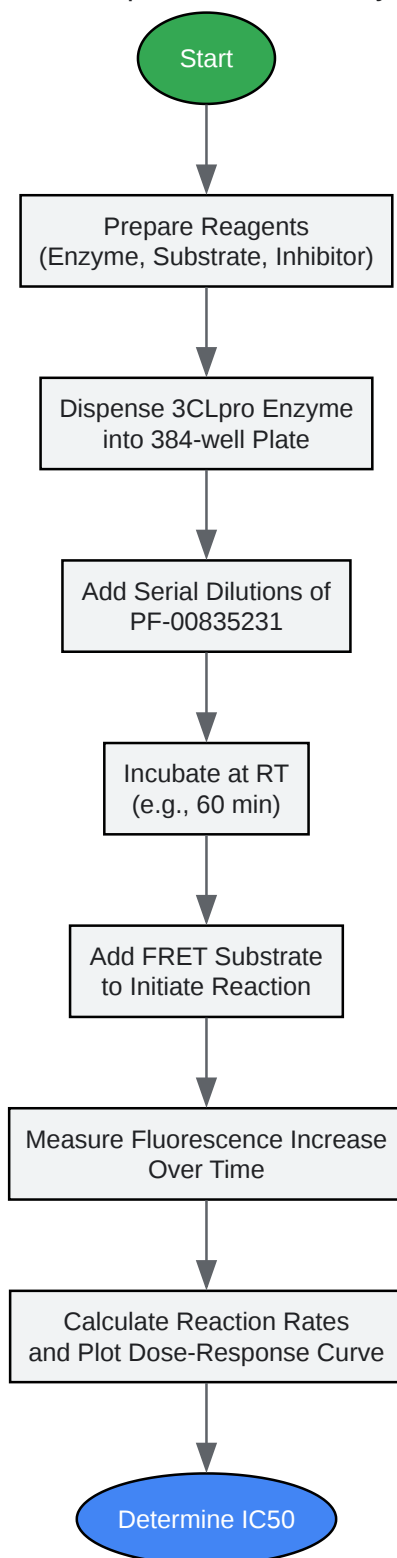 Start
Prepare Reagents
(Enzyme, Substrate, Inhibitor)
Dispense 3CLpro Enzyme
into 384-well Plate
Add Serial Dilutions of
PF-00835231
Incubate at RT
(e.g., 60 min)
Add FRET Substrate
to Initiate Reaction
Measure Fluorescence Increase
Over Time
Calculate Reaction Rates
and Plot Dose-Response Curve
Determine IC50